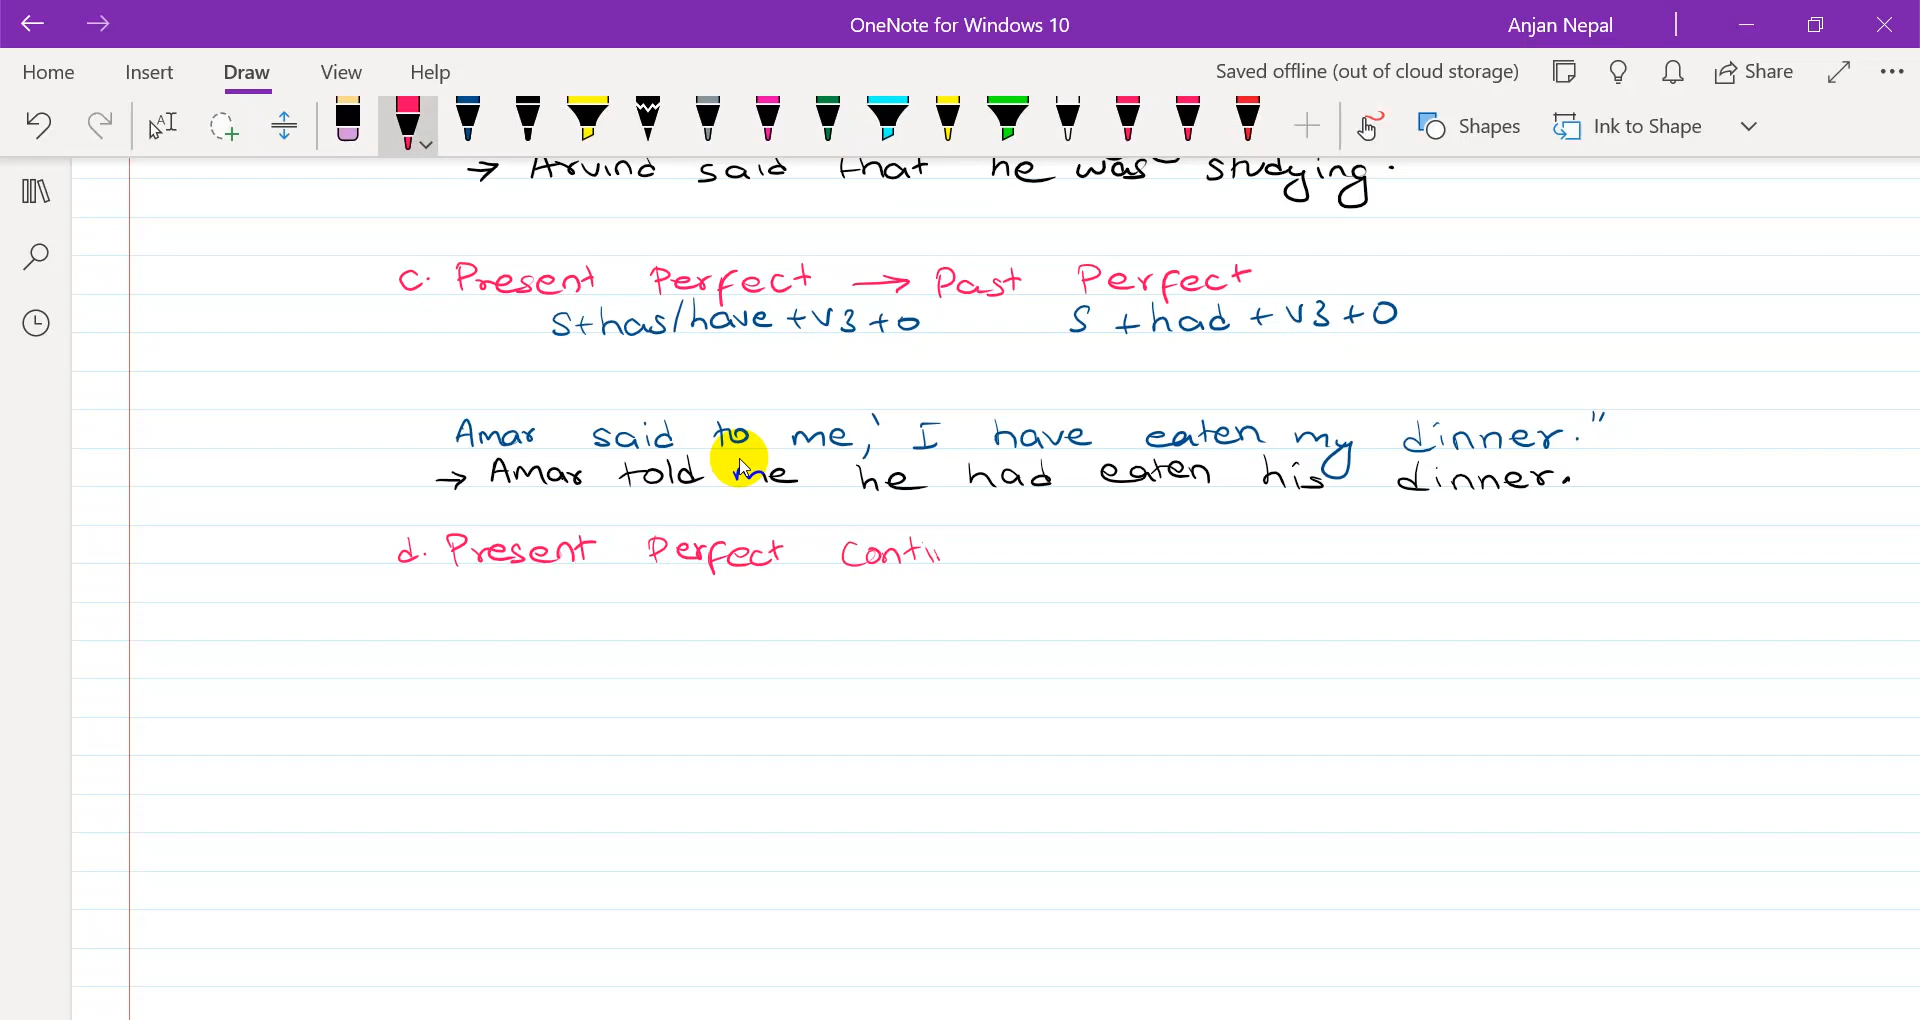 OneNote for Windows 10
Anjan Nepal
Home Insert Draw View Help
Saved offline (out of cloud storage)
Share
Shapes
Ink to Shape
→ Arvind said that he was studying.
c. Present Perfect → Past Perfect
S+has/have +v3+o S +had +v3+O
Amar said to me,' I have eaten my dinner."
→ Amar told me he had eaten his dinner.
d. Present Perfect Conti